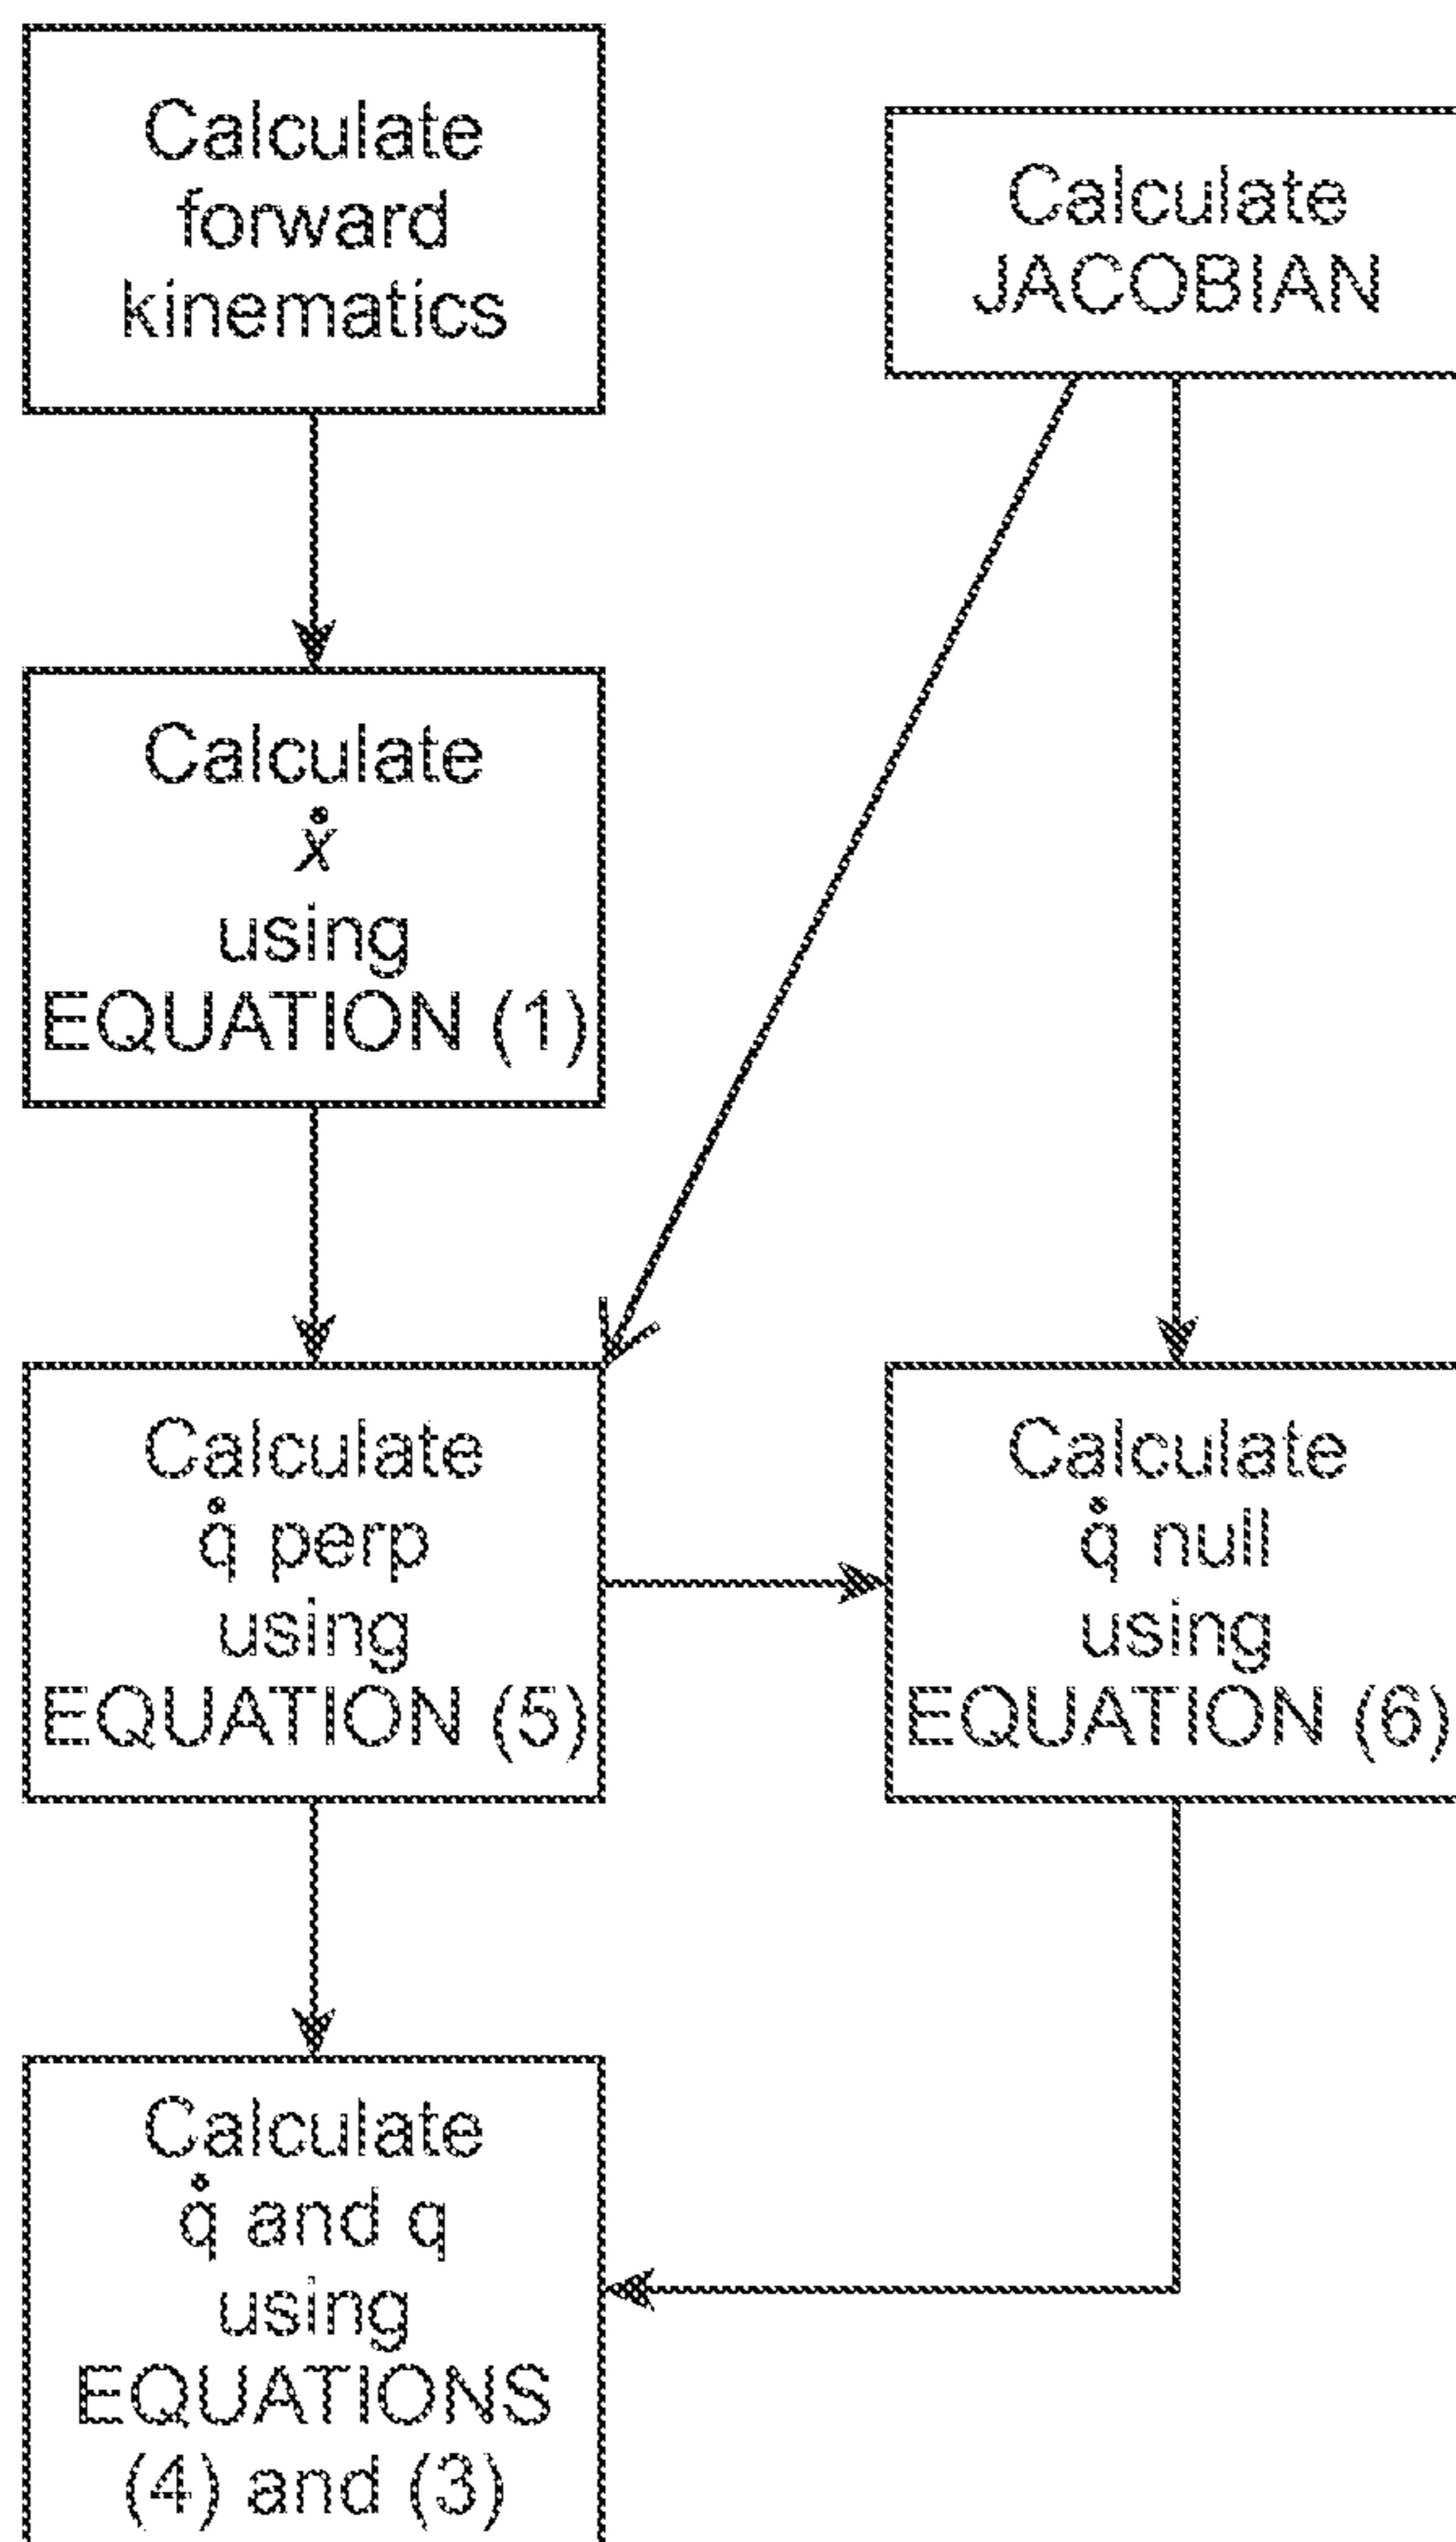 Calculate
forward
kinematics
Calculate
JACOBIAN
Calculate
ẋ
using
EQUATION (1)
Calculate
q̇ perp
using
EQUATION (5)
Calculate
q̇ null
using
EQUATION (6)
Calculate
q̇ and q
using
EQUATIONS
(4) and (3)